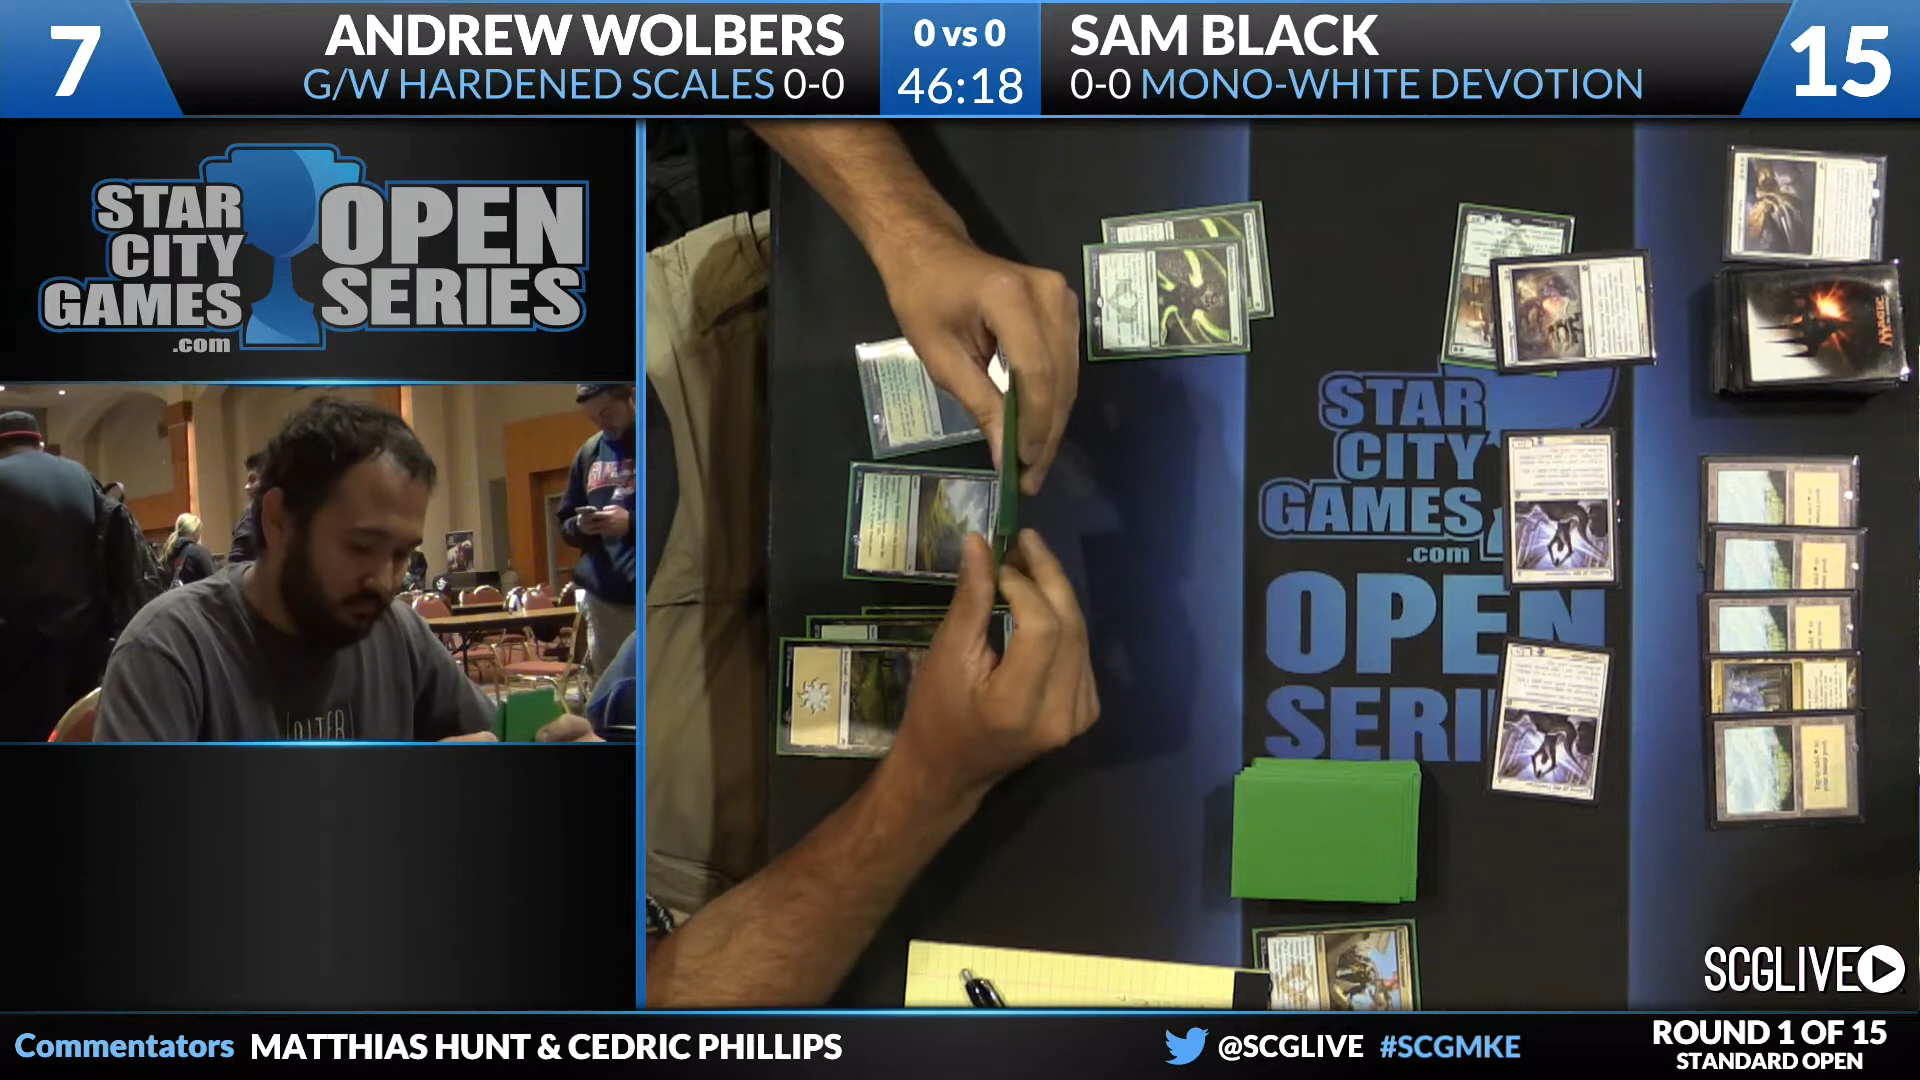 7
ANDREW WOLBERS
G/W HARDENED SCALES 0-0
0 vs 0
46:18
SAM BLACK
0-0 MONO-WHITE DEVOTION
15
STAR
CITY
GAMES
.com
OPEN
SERIES
MAGIC
STAR
CITY
GAMES
.com
OPEN
SERI
SCGLIVE
Commentators MATTHIAS HUNT & CEDRIC PHILLIPS
@SCGLIVE #SCGMKE
ROUND 1 OF 15
STANDARD OPEN